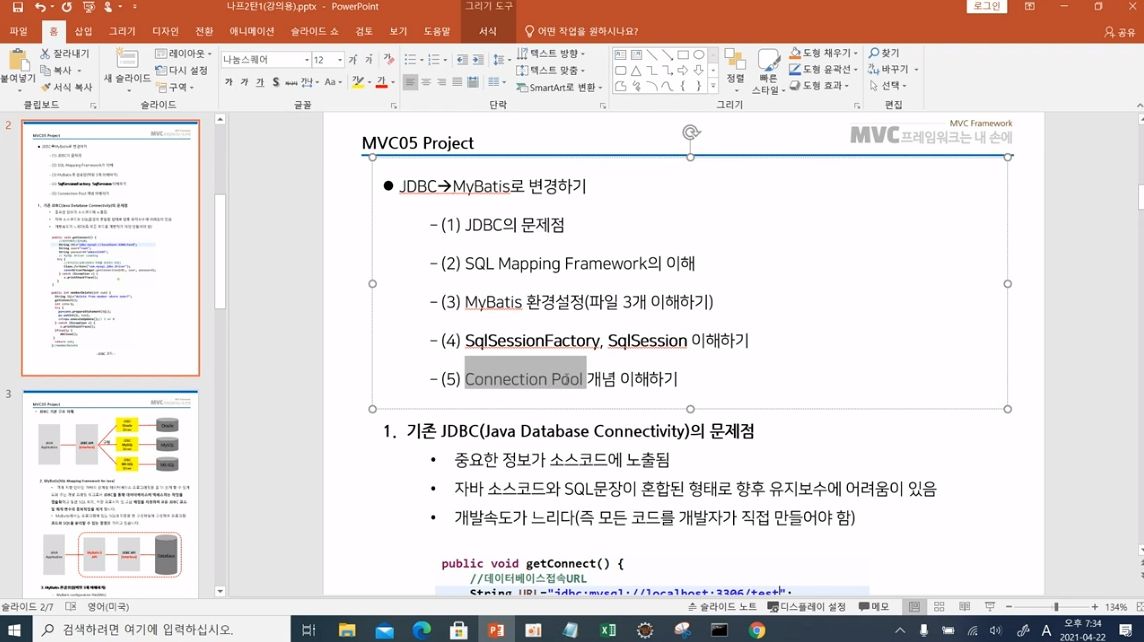 나프2탄1(강의용).pptx - PowerPoint
그리기 도구
로그인
파일 홈 삽입 그리기 디자인 전환 애니메이션 슬라이드 쇼 검토 보기 도움말 서식 어떤 작업을 원하시나요? 공유
붙여넣기
잘라내기
복사
서식 복사
클립보드
새 슬라이드
레이아웃
다시 설정
구역
슬라이드
나눔스퀘어 12
글꼴
텍스트 방향
텍스트 맞춤
SmartArt로 변환
단락
정렬
빠른 스타일
도형 채우기
도형 윤곽선
도형 효과
그리기
찾기
바꾸기
선택
편집
2
3
MVC Framework
MVC프레임워크는 내 손에
MVC05 Project
● JDBC→MyBatis로 변경하기
– (1) JDBC의 문제점
– (2) SQL Mapping Framework의 이해
– (3) MyBatis 환경설정(파일 3개 이해하기)
– (4) SqlSessionFactory, SqlSession 이해하기
– (5) Connection Pool 개념 이해하기
1. 기존 JDBC(Java Database Connectivity)의 문제점
• 중요한 정보가 소스코드에 노출됨
• 자바 소스코드와 SQL문장이 혼합된 형태로 향후 유지보수에 어려움이 있음
• 개발속도가 느리다(즉 모든 코드를 개발자가 직접 만들어야 함)
public void getConnect() {
//데이터베이스접속URL
String URL="jdbc:mysql://localhost:3306/test";
슬라이드 2/7 영어(미국) 슬라이드 노트 디스플레이 설정 메모 134%
검색하려면 여기에 입력하십시오.
오후 7:34
2021-04-22